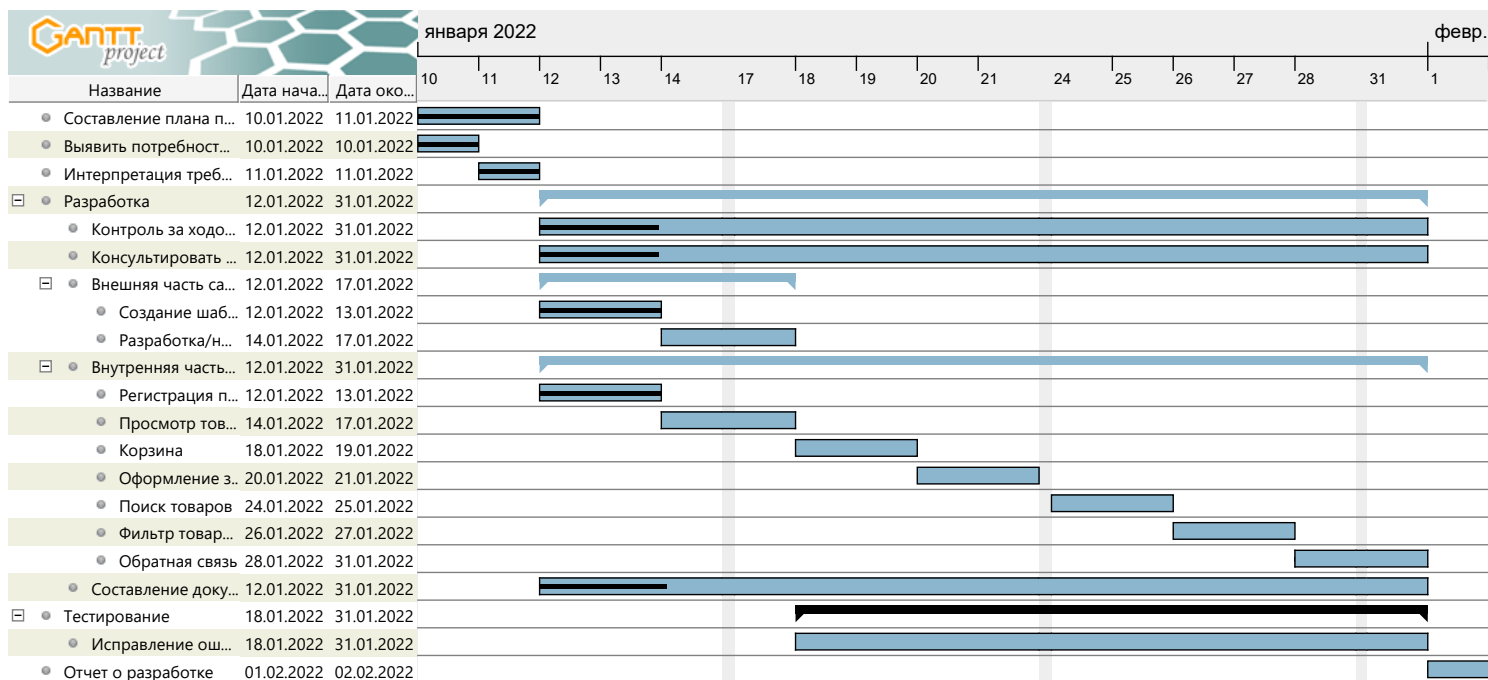 GANTT
project
января 2022 февр.
10 11 12 13 14 17 18 19 20 21 24 25 26 27 28 31 1
Название Дата нача... Дата око...
Составление плана п... 10.01.2022 11.01.2022
Выявить потребност... 10.01.2022 10.01.2022
Интерпретация треб... 11.01.2022 11.01.2022
Разработка 12.01.2022 31.01.2022
Контроль за ходо... 12.01.2022 31.01.2022
Консультировать ... 12.01.2022 31.01.2022
Внешняя часть са... 12.01.2022 17.01.2022
Создание шаб... 12.01.2022 13.01.2022
Разработка/н... 14.01.2022 17.01.2022
Внутренняя часть... 12.01.2022 31.01.2022
Регистрация п... 12.01.2022 13.01.2022
Просмотр тов... 14.01.2022 17.01.2022
Корзина 18.01.2022 19.01.2022
Оформление з.. 20.01.2022 21.01.2022
Поиск товаров 24.01.2022 25.01.2022
Фильтр товар... 26.01.2022 27.01.2022
Обратная связь 28.01.2022 31.01.2022
Составление доку... 12.01.2022 31.01.2022
Тестирование 18.01.2022 31.01.2022
Исправление ош... 18.01.2022 31.01.2022
Отчет о разработке 01.02.2022 02.02.2022